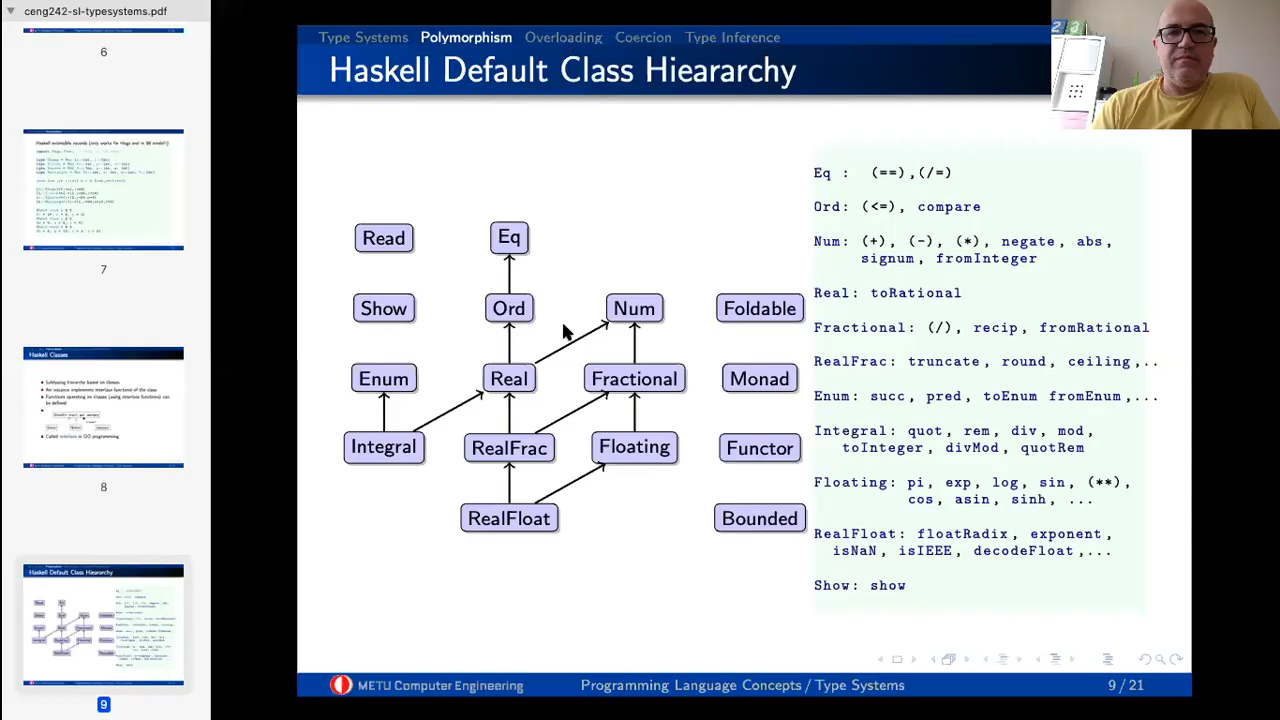 ceng242-sl-typesystems.pdf
6
7
Haskell Classes
8
Haskell Default Class Hieararchy
9
Type Systems Polymorphism Overloading Coercion Type Inference
Haskell Default Class Hieararchy
Read Eq
Show Ord Num Foldable
Enum Real Fractional Monad
Integral RealFrac Floating Functor
RealFloat Bounded
Eq : (==),(/=)
Ord: (<=), compare
Num: (+), (-), (*), negate, abs,
signum, fromInteger
Real: toRational
Fractional: (/), recip, fromRational
RealFrac: truncate, round, ceiling,..
Enum: succ, pred, toEnum fromEnum,...
Integral: quot, rem, div, mod,
toInteger, divMod, quotRem
Floating: pi, exp, log, sin, (**),
cos, asin, sinh, ...
RealFloat: floatRadix, exponent,
isNaN, isIEEE, decodeFloat,...
Show: show
METU Computer Engineering Programming Language Concepts / Type Systems 9 / 21